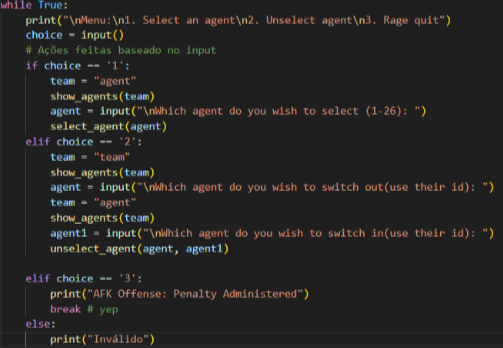 while True:
    print("\nMenu:\n1. Select an agent\n2. Unselect agent\n3. Rage quit")
    choice = input()
    # Ações feitas baseado no input
    if choice == '1':
        team = "agent"
        show_agents(team)
        agent = input("\nWhich agent do you wish to select (1-26): ")
        select_agent(agent)
    elif choice == '2':
        team = "team"
        show_agents(team)
        agent = input("\nWhich agent do you wish to switch out(use their id): ")
        team = "agent"
        show_agents(team)
        agent1 = input("\nWhich agent do you wish to switch in(use their id): ")
        unselect_agent(agent, agent1)

    elif choice == '3':
        print("AFK Offense: Penalty Administered")
        break # yep
    else:
        print("Inválido")